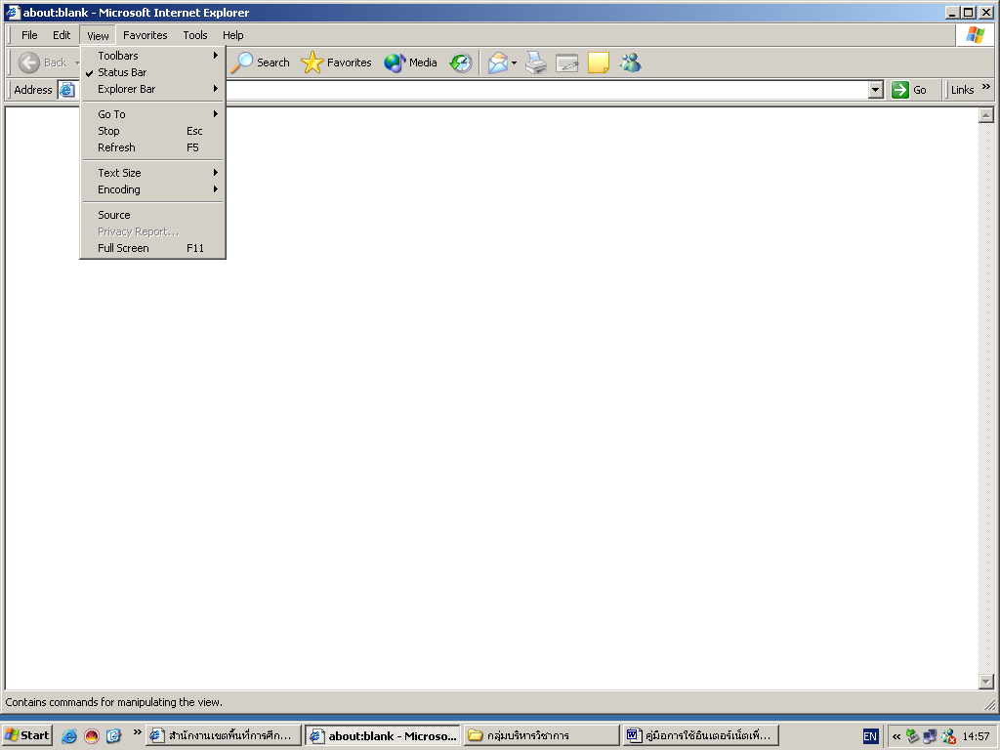 about:blank - Microsoft Internet Explorer
File Edit View Favorites Tools Help
Back Search Favorites Media
Address Go Links »
Toolbars
Status Bar
Explorer Bar
Go To
Stop Esc
Refresh F5
Text Size
Encoding
Source
Privacy Report...
Full Screen F11
Contains commands for manipulating the view.
Start » สำนักงานเขตพื้นที่การศึก... about:blank - Microso... กลุ่มบริหารวิชาการ คู่มือการใช้อินเตอร์เน็ตเพื่... EN « 14:57